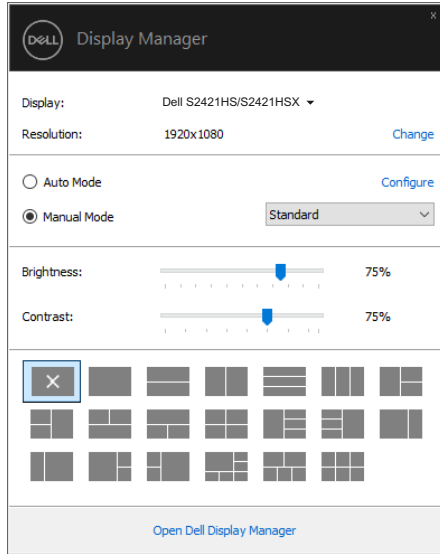 x
DELL Display Manager
Display: Dell S2421HS/S2421HSX
Resolution: 1920x1080 Change
Auto Mode Configure
Manual Mode Standard
Brightness: 75%
Contrast: 75%
Open Dell Display Manager